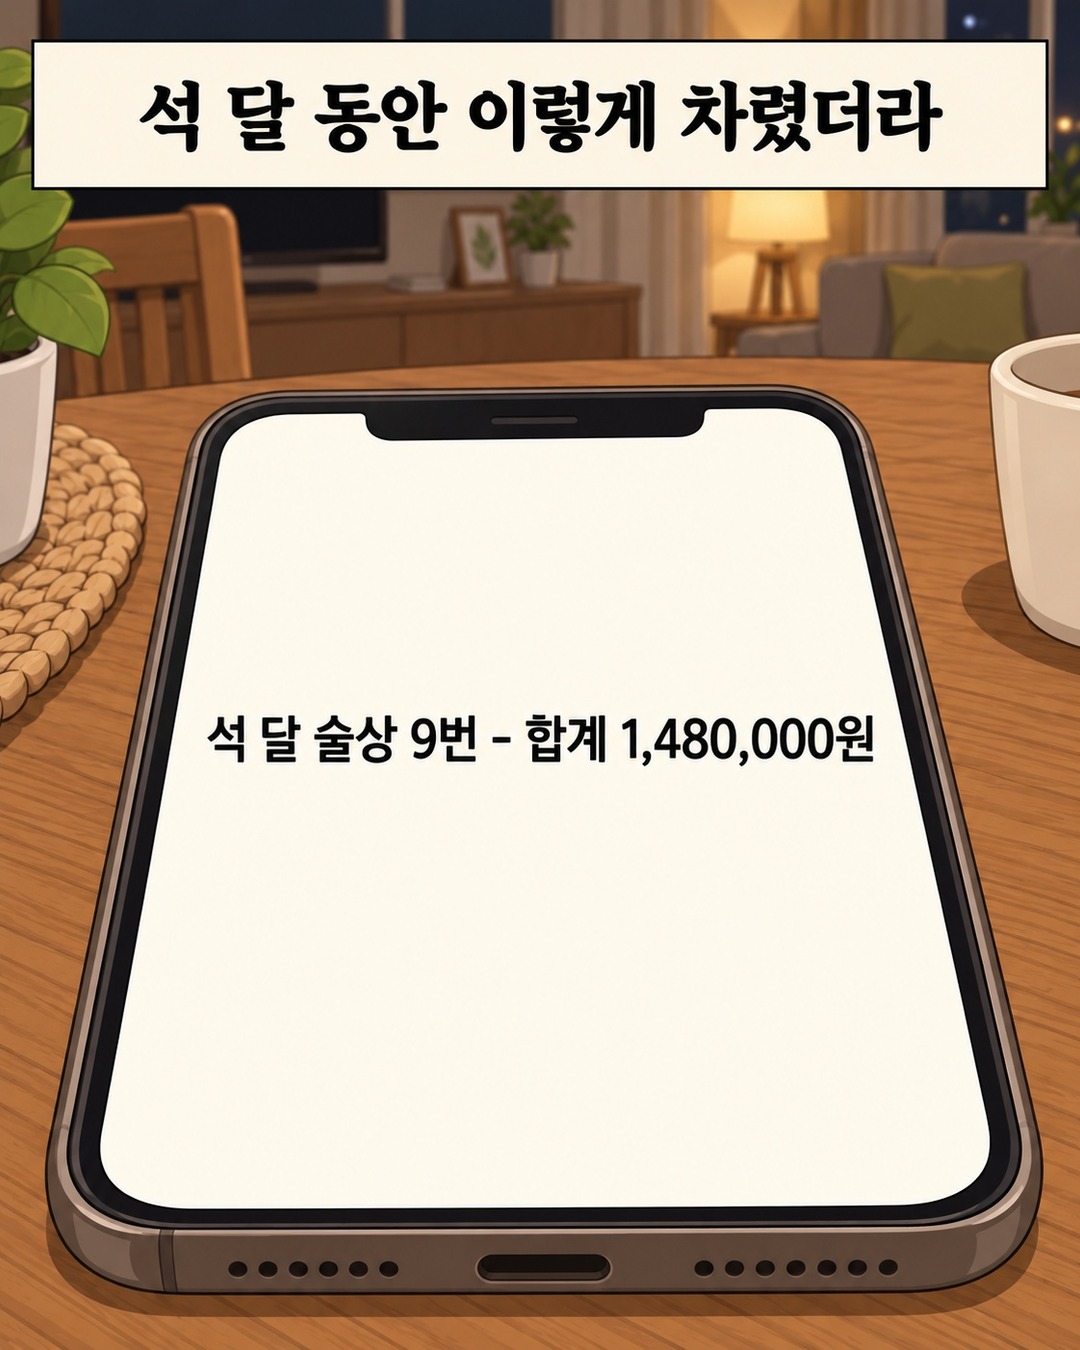 석 달 동안 이렇게 차렸더라
석 달 술상 9번 - 합계 1,480,000원